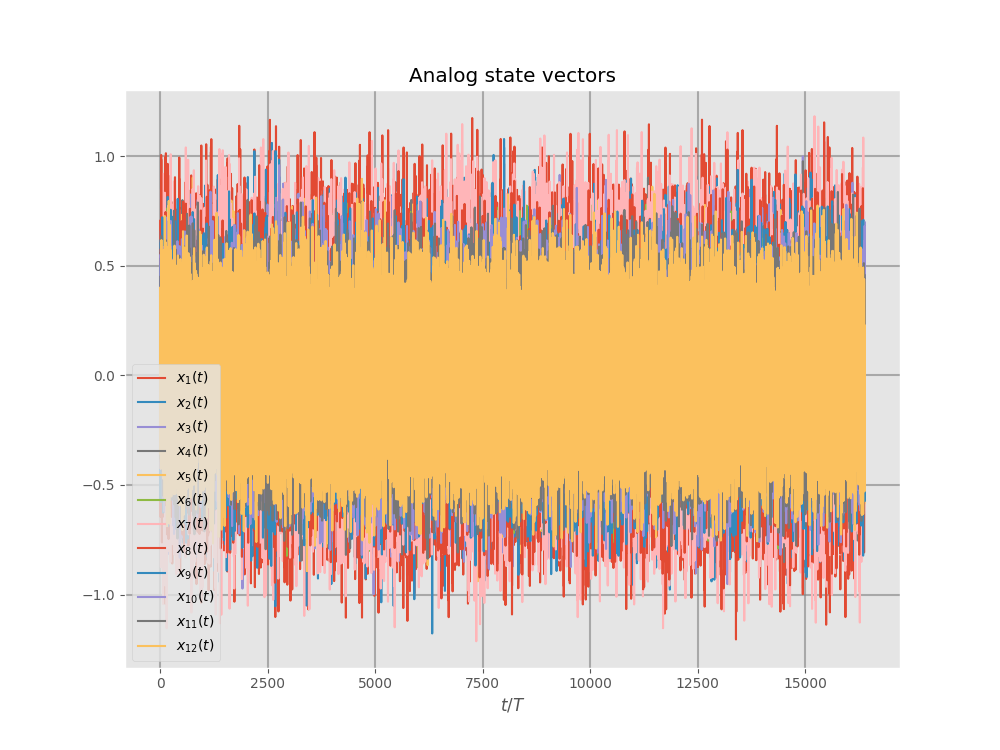 Analog state vectors
1.0
0.5
0.0
−0.5
−1.0
x₁(t)
x₂(t)
x₃(t)
x₄(t)
x₅(t)
x₆(t)
x₇(t)
x₈(t)
x₉(t)
x₁₀(t)
x₁₁(t)
x₁₂(t)
0 2500 5000 7500 10000 12500 15000
t/T